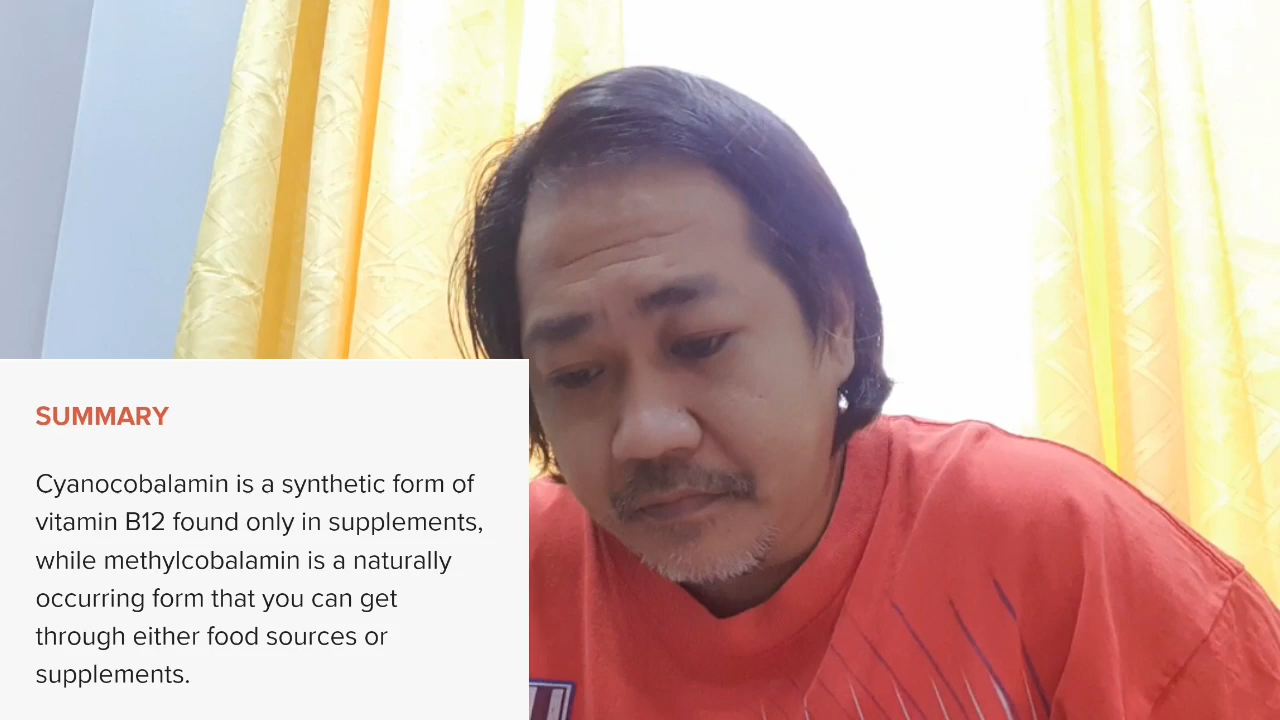 SUMMARY
Cyanocobalamin is a synthetic form of
vitamin B12 found only in supplements,
while methylcobalamin is a naturally
occurring form that you can get
through either food sources or
supplements.